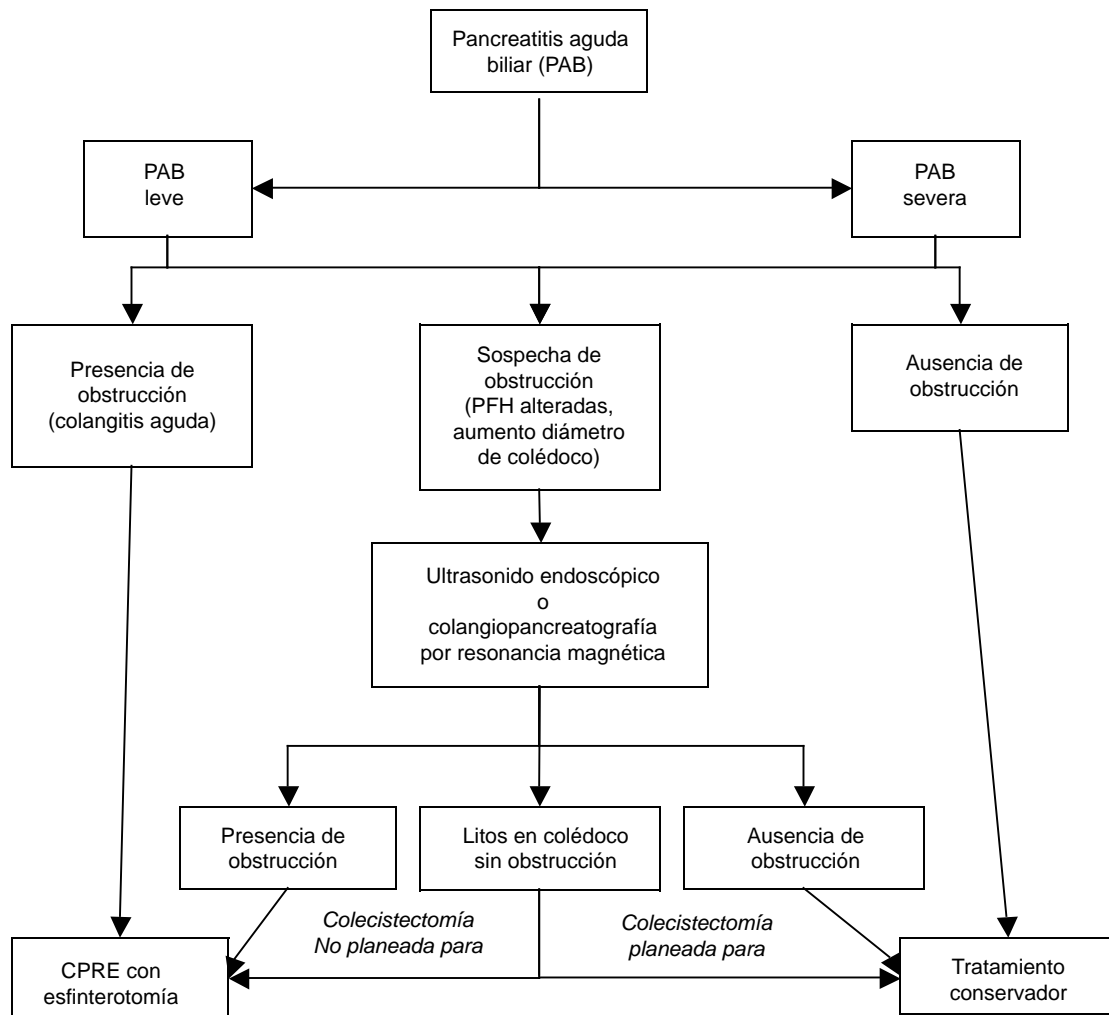 Pancreatitis aguda
biliar (PAB)
PAB
leve
PAB
severa
Presencia de
obstrucción
(colangitis aguda)
Sospecha de
obstrucción
(PFH alteradas,
aumento diámetro
de colédoco)
Ausencia de
obstrucción
Ultrasonido endoscópico
o
colangiopancreatografía
por resonancia magnética
Presencia de
obstrucción
Litos en colédoco
sin obstrucción
Ausencia de
obstrucción
Colecistectomía
No planeada para
Colecistectomía
planeada para
CPRE con
esfinterotomía
Tratamiento
conservador